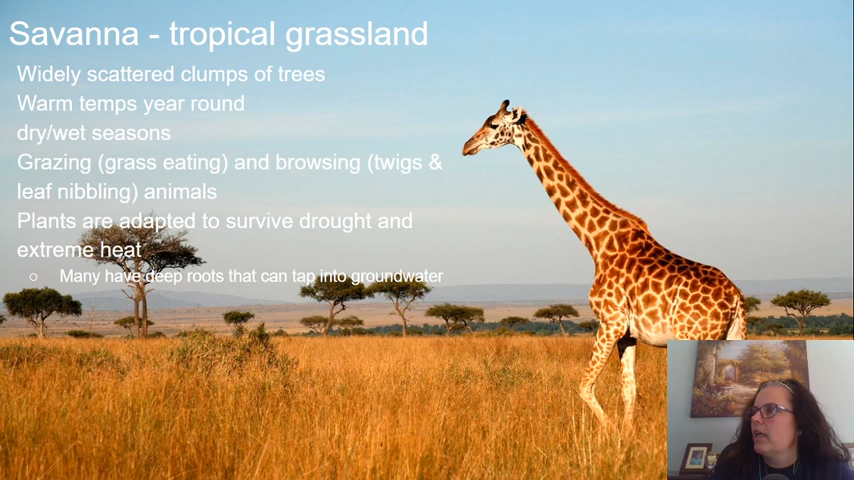 Savanna - tropical grassland
Widely scattered clumps of trees
Warm temps year round
dry/wet seasons
Grazing (grass eating) and browsing (twigs &
leaf nibbling) animals
Plants are adapted to survive drought and
extreme heat
○ Many have deep roots that can tap into groundwater